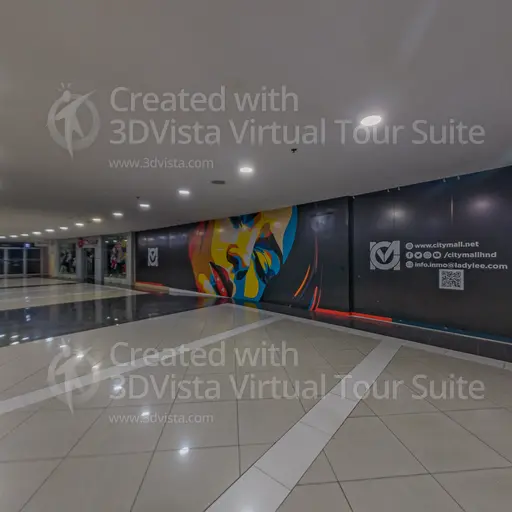 Created with
3DVista Virtual Tour Suite
www.3dvista.com
www.citymall.net
/citymallhnd
info.inmo@ladylee.com
Created with
3DVista Virtual Tour Suite
www.3dvista.com